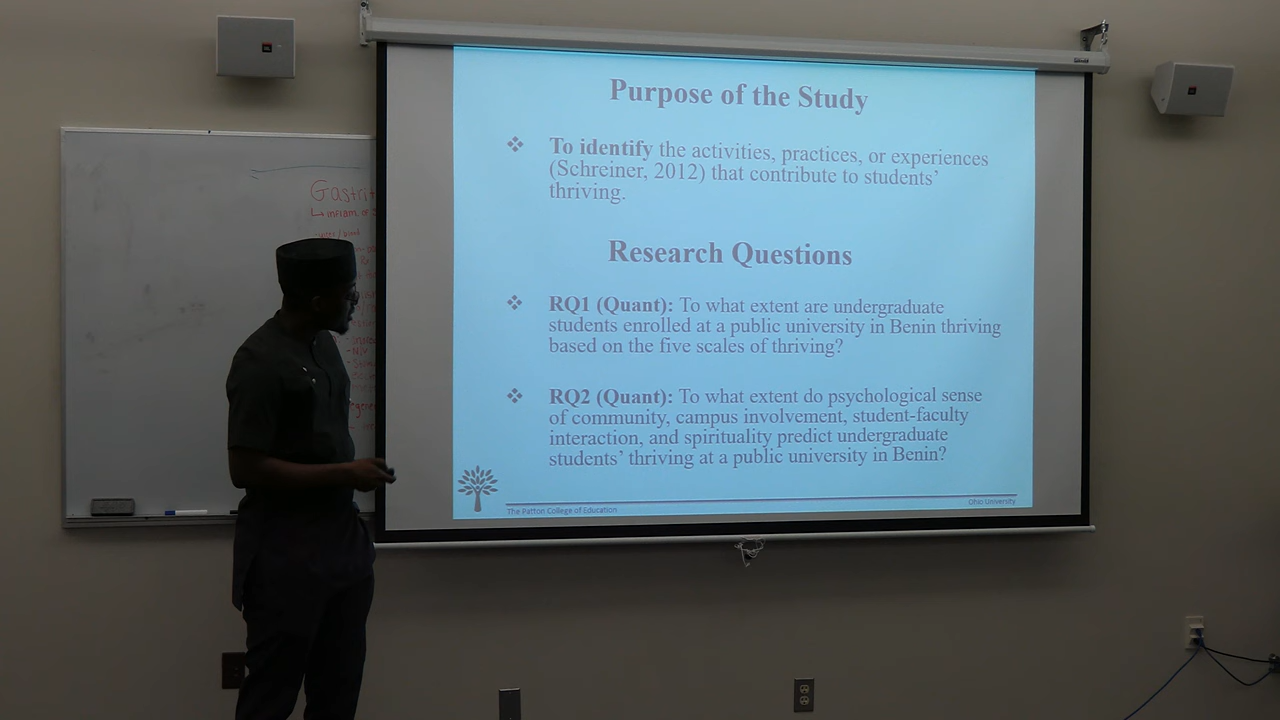 Purpose of the Study
❖ To identify the activities, practices, or experiences
(Schreiner, 2012) that contribute to students'
thriving.
Research Questions
❖ RQ1 (Quant): To what extent are undergraduate
students enrolled at a public university in Benin thriving
based on the five scales of thriving?
❖ RQ2 (Quant): To what extent do psychological sense
of community, campus involvement, student-faculty
interaction, and spirituality predict undergraduate
students' thriving at a public university in Benin?
The Patton College of Education
Ohio University
Gastrit
↳ inflam. of